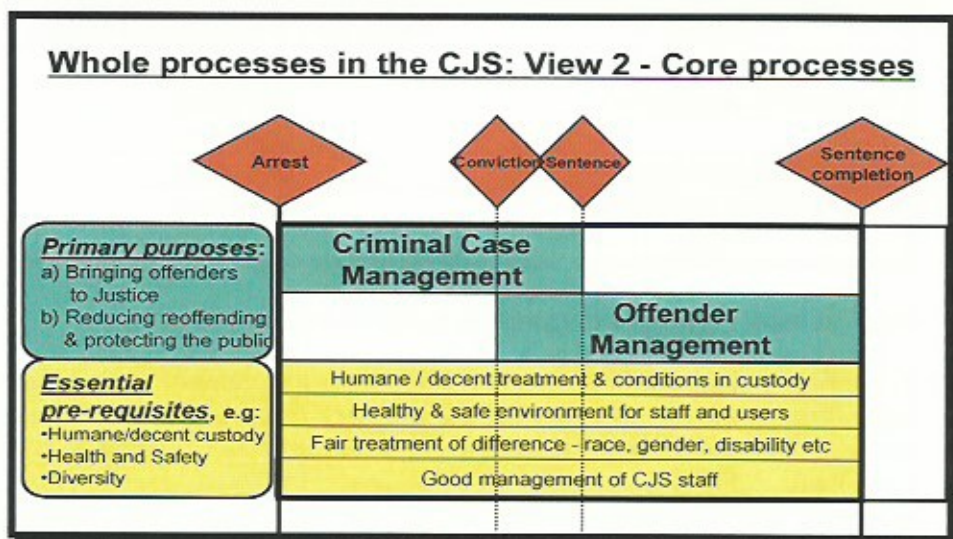 Whole processes in the CJS: View 2 - Core processes
Arrest
Conviction
Sentence
Sentence
completion
Primary purposes:
a) Bringing offenders
to Justice
b) Reducing reoffending
& protecting the public
Criminal Case
Management
Offender
Management
Essential
pre-requisites, e.g:
•Humane/decent custody
•Health and Safety
•Diversity
Humane / decent treatment & conditions in custody
Healthy & safe environment for staff and users
Fair treatment of difference - race, gender, disability etc
Good management of CJS staff